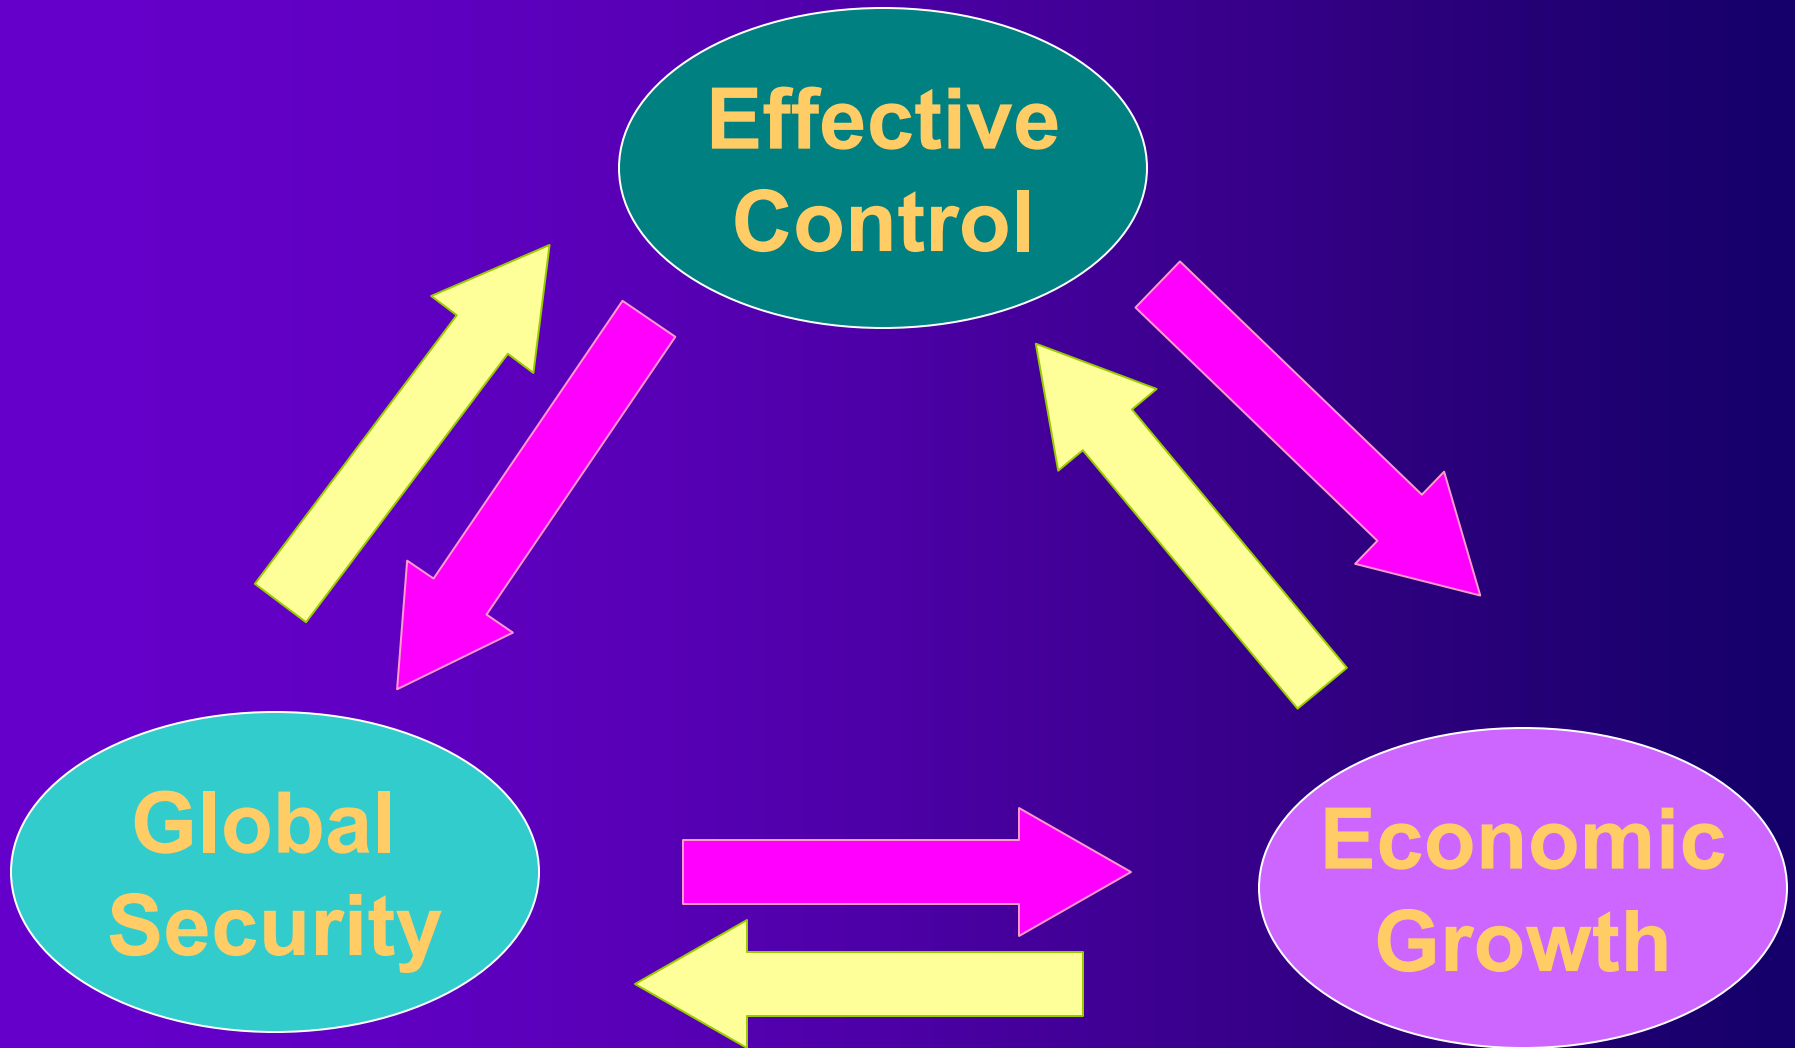 Effective
Control
Global
Security
Economic
Growth